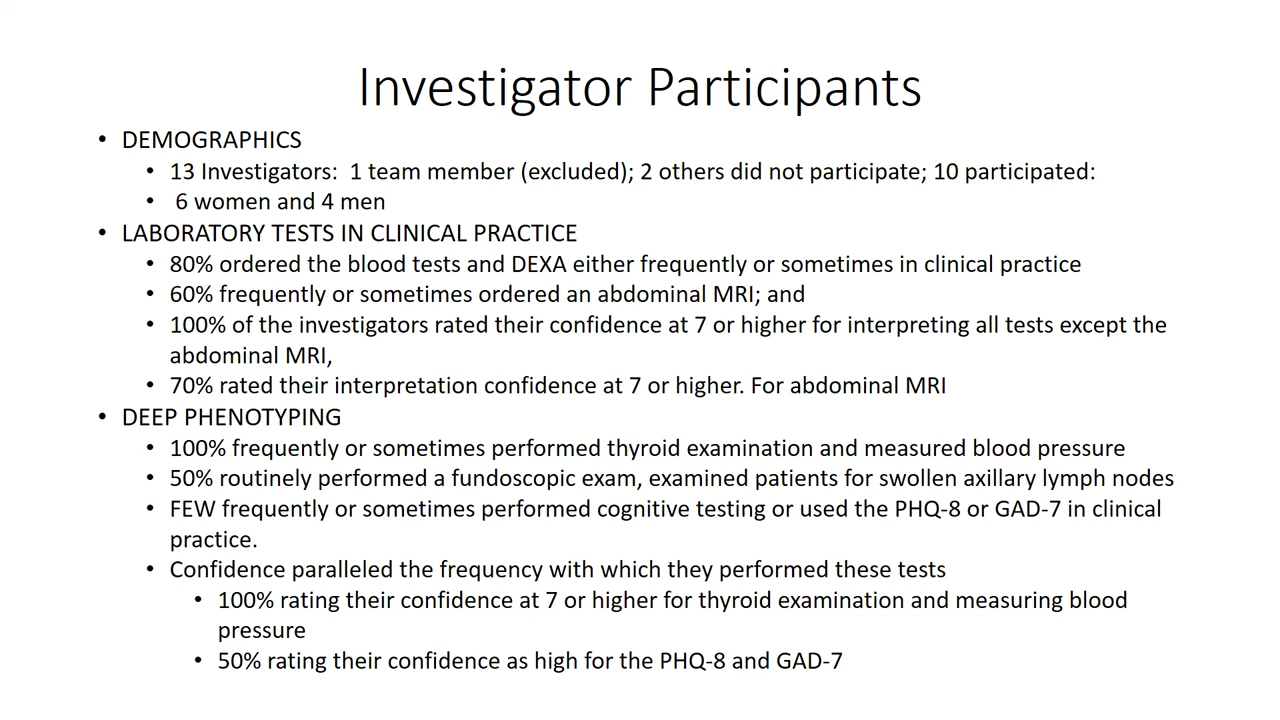 Investigator Participants
• DEMOGRAPHICS
• 13 Investigators:  1 team member (excluded); 2 others did not participate; 10 participated:
•  6 women and 4 men
• LABORATORY TESTS IN CLINICAL PRACTICE
• 80% ordered the blood tests and DEXA either frequently or sometimes in clinical practice
• 60% frequently or sometimes ordered an abdominal MRI; and
• 100% of the investigators rated their confidence at 7 or higher for interpreting all tests except the
abdominal MRI,
• 70% rated their interpretation confidence at 7 or higher. For abdominal MRI
• DEEP PHENOTYPING
• 100% frequently or sometimes performed thyroid examination and measured blood pressure
• 50% routinely performed a fundoscopic exam, examined patients for swollen axillary lymph nodes
• FEW frequently or sometimes performed cognitive testing or used the PHQ-8 or GAD-7 in clinical
practice.
• Confidence paralleled the frequency with which they performed these tests
• 100% rating their confidence at 7 or higher for thyroid examination and measuring blood
pressure
• 50% rating their confidence as high for the PHQ-8 and GAD-7